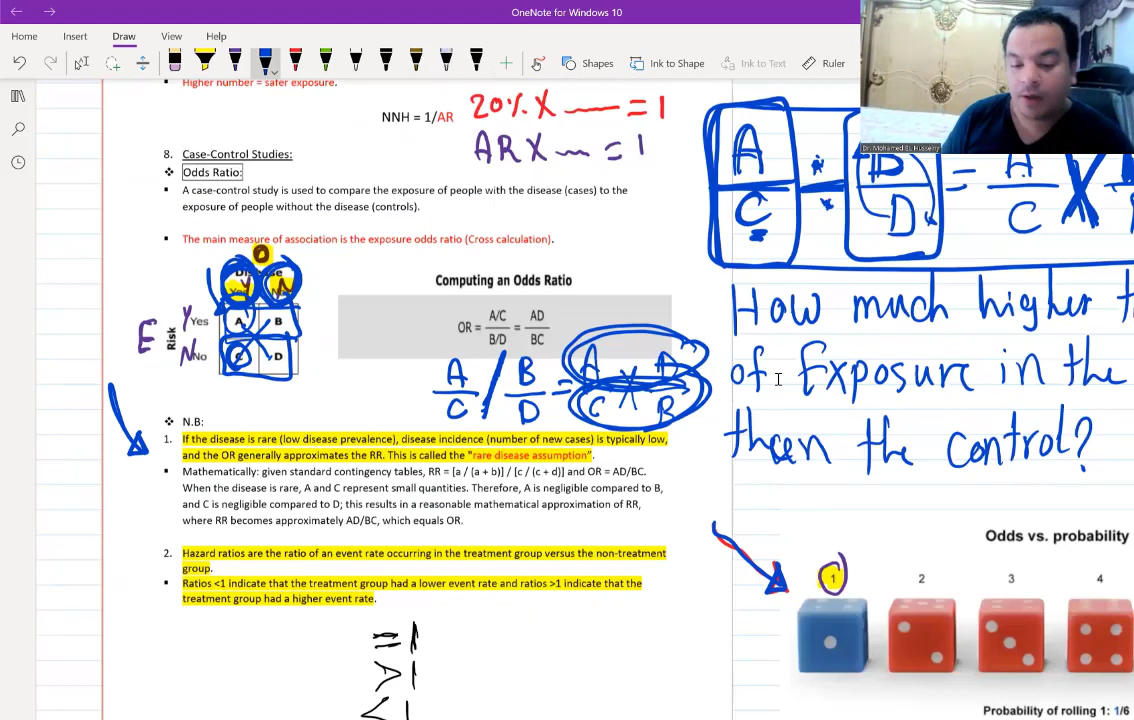 OneNote for Windows 10
Home Insert Draw View Help
Shapes Ink to Shape Ink to Text Ruler
Higher number = safer exposure.
NNH = 1/AR
20% X — = 1
AR X — = 1
8. Case-Control Studies:
Odds Ratio:
A case-control study is used to compare the exposure of people with the disease (cases) to the
exposure of people without the disease (controls).
The main measure of association is the exposure odds ratio (Cross calculation).
O
Y N
E
Risk
Y Yes A B
N No C D
Computing an Odds Ratio
OR = A/C / B/D = AD / BC
A/C / B/D = A X
C
N.B:
1. If the disease is rare (low disease prevalence), disease incidence (number of new cases) is typically low,
and the OR generally approximates the RR. This is called the "rare disease assumption".
Mathematically: given standard contingency tables, RR = [a / (a + b)] / [c / (c + d)] and OR = AD/BC.
When the disease is rare, A and C represent small quantities. Therefore, A is negligible compared to B,
and C is negligible compared to D; this results in a reasonable mathematical approximation of RR,
where RR becomes approximately AD/BC, which equals OR.
2. Hazard ratios are the ratio of an event rate occurring in the treatment group versus the non-treatment
group.
Ratios <1 indicate that the treatment group had a lower event rate and ratios >1 indicate that the
treatment group had a higher event rate.
Dr. Mohamed EL Husseiny
A/C ÷ B/D = A/C X
How much higher
of Exposure in the
than the control?
Odds vs. probability
1 2 3 4
Probability of rolling 1: 1/6